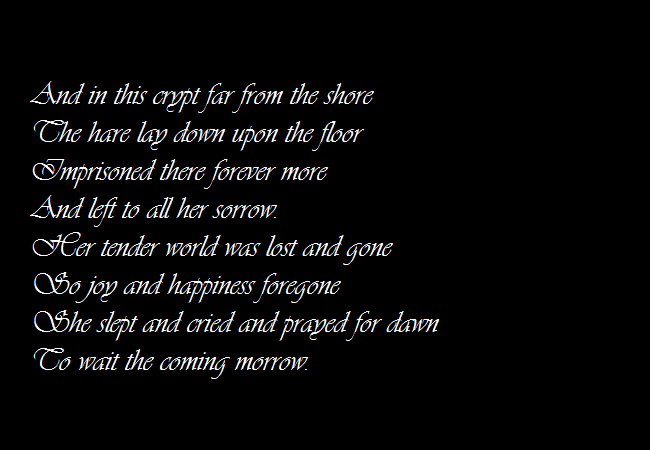 And in this crypt far from the shore
The hare lay down upon the floor
Imprisoned there forever more
And left to all her sorrow.
Her tender world was lost and gone
So joy and happiness foregone
She slept and cried and prayed for dawn
To wait the coming morrow.